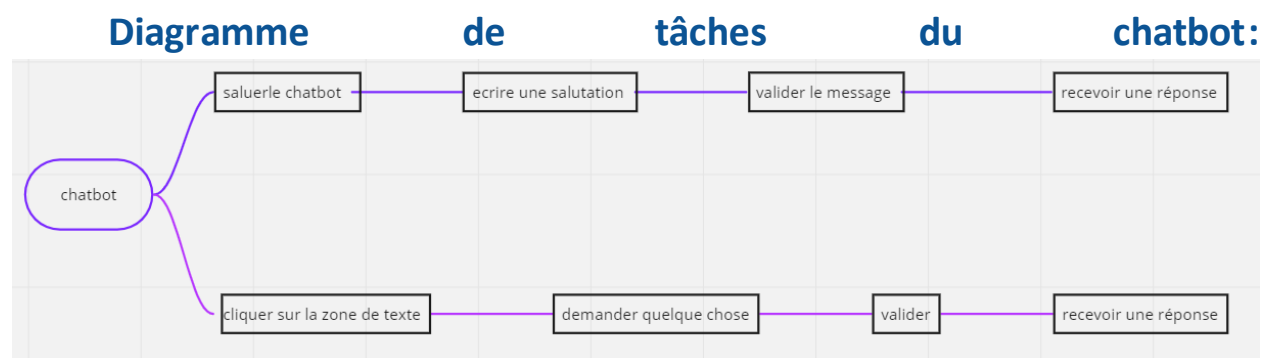 Diagramme de tâches du chatbot:
saluerle chatbot
ecrire une salutation
valider le message
recevoir une réponse
chatbot
cliquer sur la zone de texte
demander quelque chose
valider
recevoir une réponse